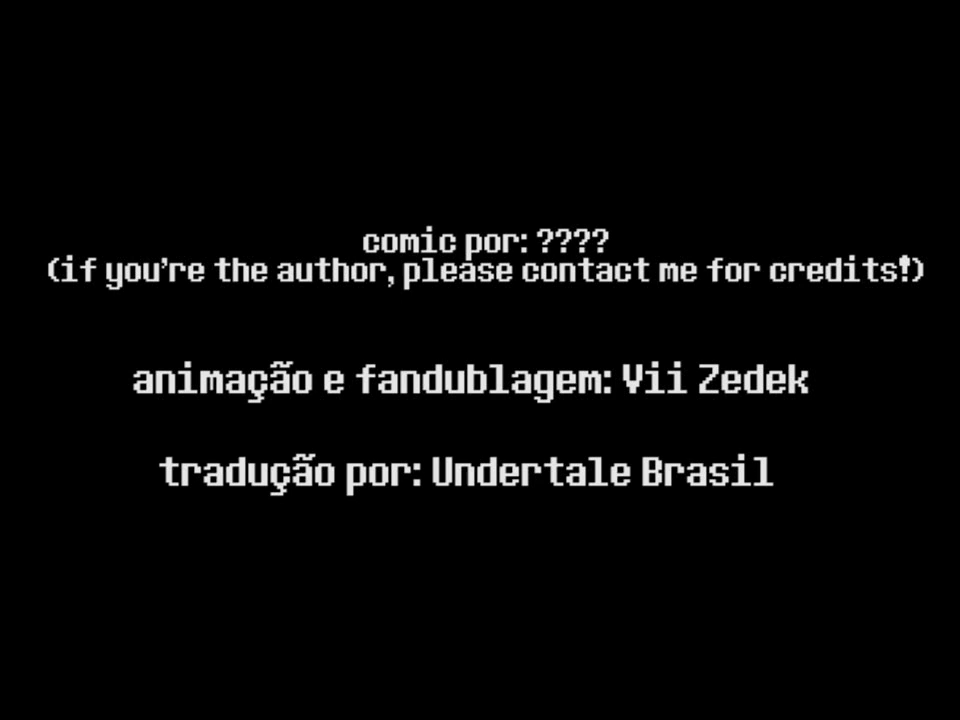 comic por: ????
(if you're the author, please contact me for credits!)
animação e fandublagem: Vii Zedek
tradução por: Undertale Brasil